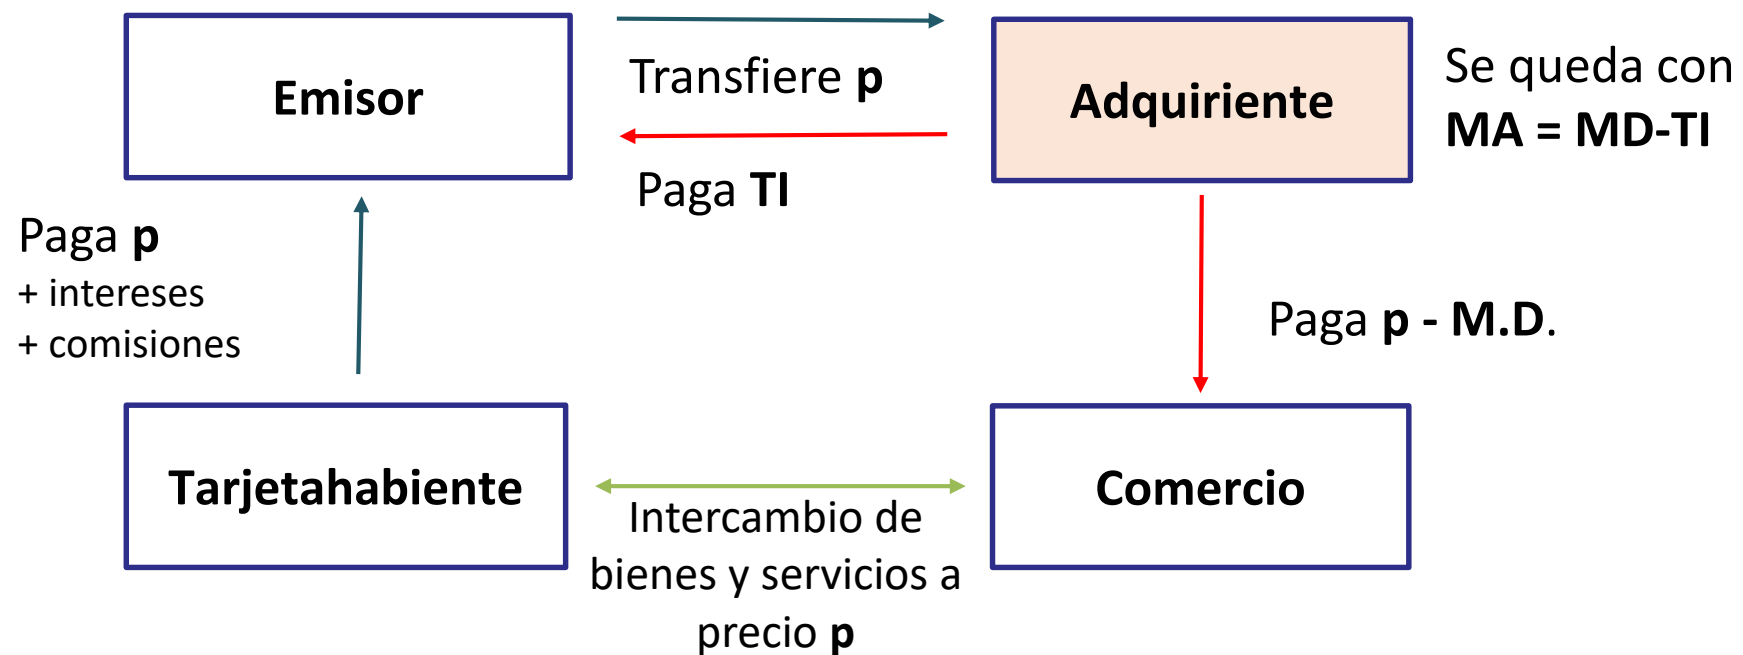 Emisor
Transfiere p
Paga TI
Adquiriente
Se queda con
MA = MD-TI
Paga p
+ intereses
+ comisiones
Paga p - M.D.
Tarjetahabiente
Intercambio de
bienes y servicios a
precio p
Comercio